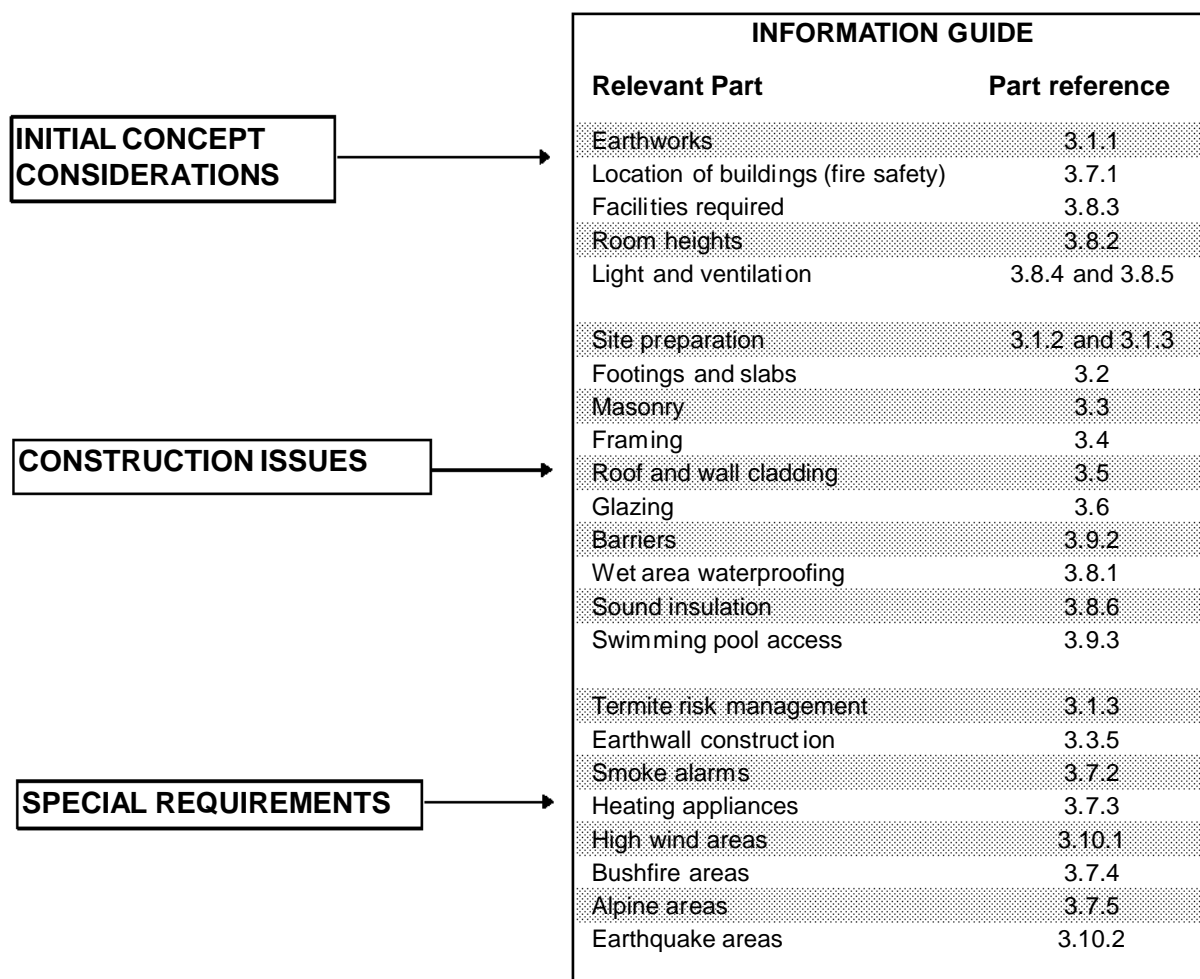 INFORMATION GUIDE
Relevant Part Part reference
INITIAL CONCEPT
CONSIDERATIONS
Earthworks 3.1.1
Location of buildings (fire safety) 3.7.1
Facilities required 3.8.3
Room heights 3.8.2
Light and ventilation 3.8.4 and 3.8.5
CONSTRUCTION ISSUES
Site preparation 3.1.2 and 3.1.3
Footings and slabs 3.2
Masonry 3.3
Framing 3.4
Roof and wall cladding 3.5
Glazing 3.6
Barriers 3.9.2
Wet area waterproofing 3.8.1
Sound insulation 3.8.6
Swimming pool access 3.9.3
SPECIAL REQUIREMENTS
Termite risk management 3.1.3
Earthwall construction 3.3.5
Smoke alarms 3.7.2
Heating appliances 3.7.3
High wind areas 3.10.1
Bushfire areas 3.7.4
Alpine areas 3.7.5
Earthquake areas 3.10.2